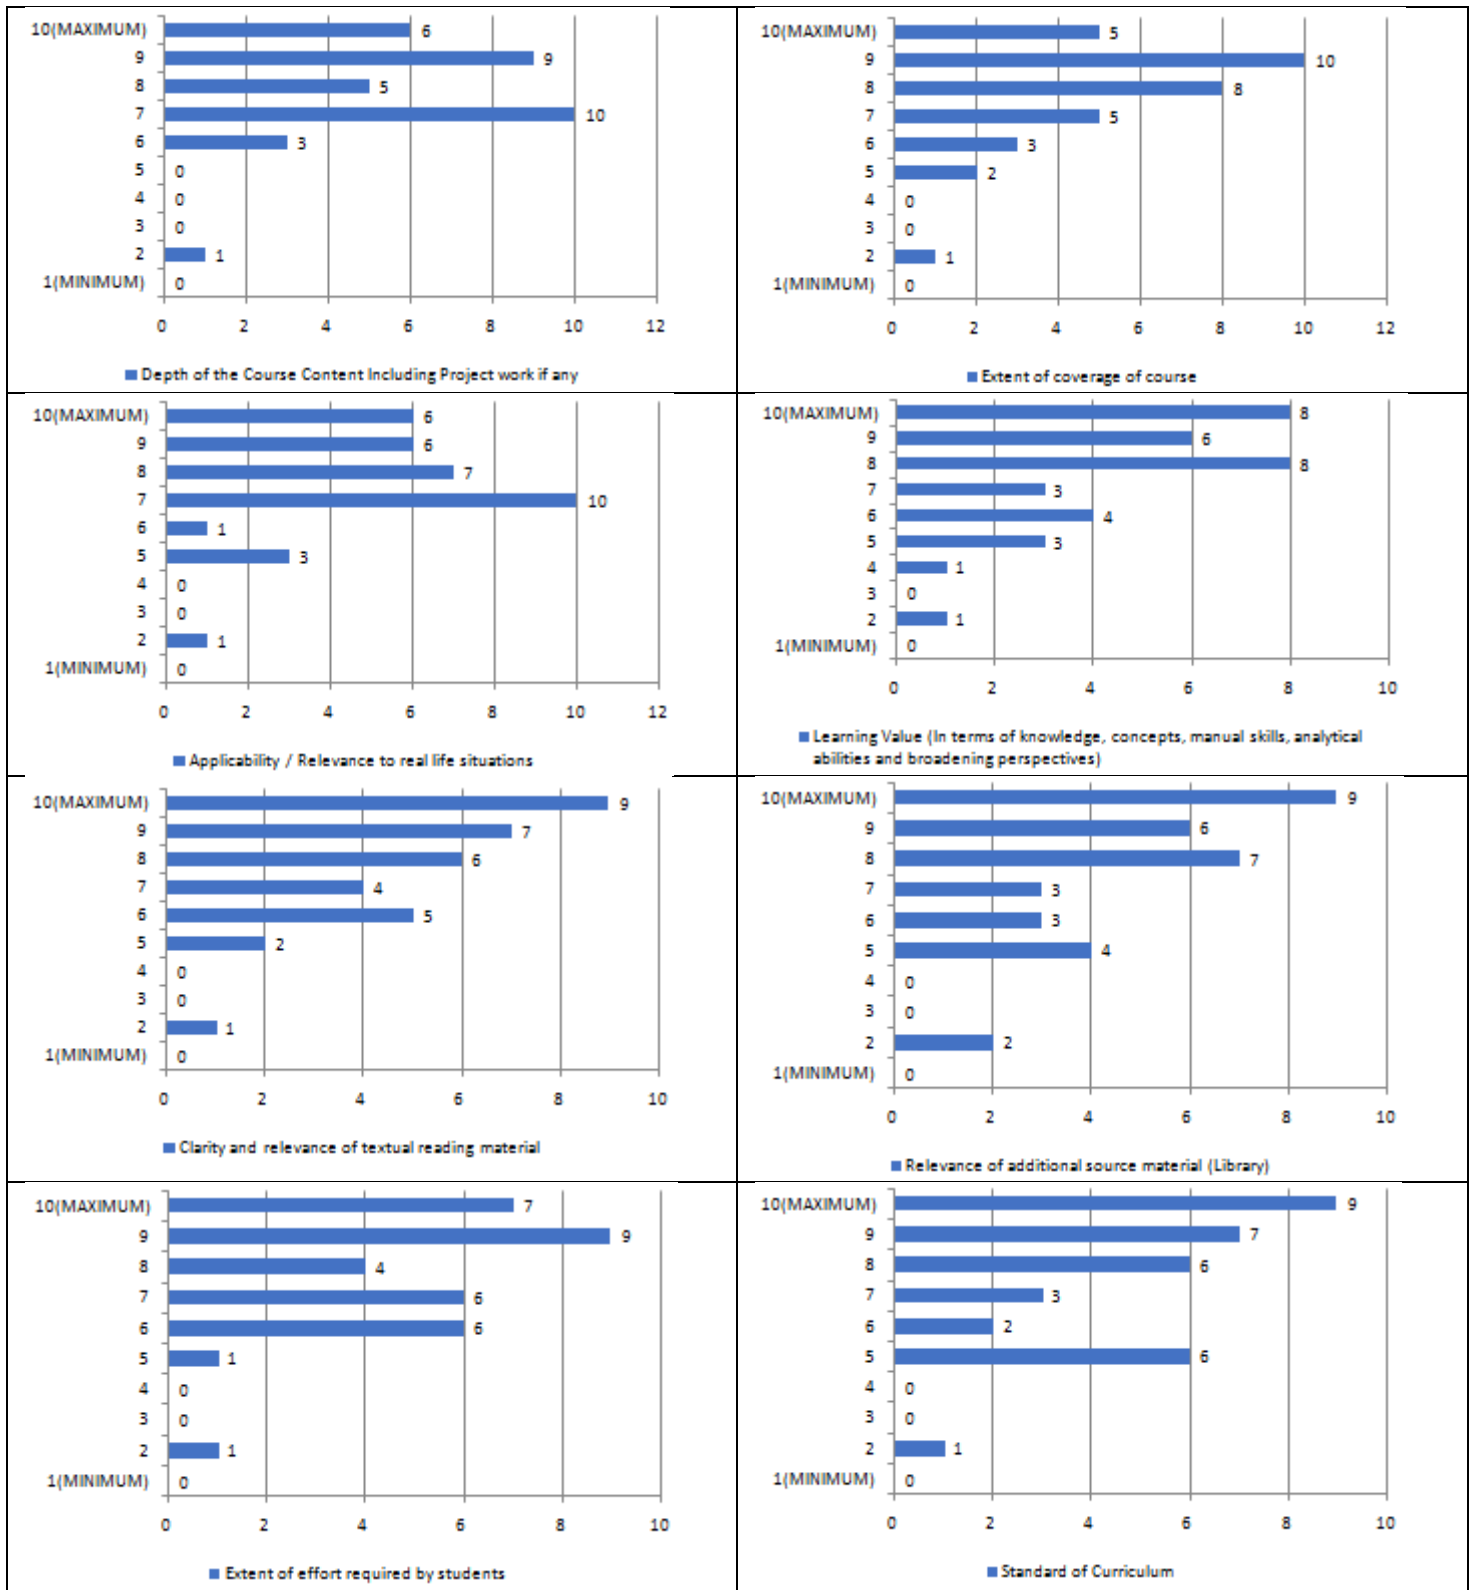 10(MAXIMUM) 6
9 9
8 5
7 10
6 3
5 0
4 0
3 0
2 1
1(MINIMUM) 0
0 2 4 6 8 10 12
Depth of the Course Content Including Project work if any
10(MAXIMUM) 5
9 10
8 8
7 5
6 3
5 2
4 0
3 0
2 1
1(MINIMUM) 0
0 2 4 6 8 10 12
Extent of coverage of course
10(MAXIMUM) 6
9 6
8 7
7 10
6 1
5 3
4 0
3 0
2 1
1(MINIMUM) 0
0 2 4 6 8 10 12
Applicability / Relevance to real life situations
10(MAXIMUM) 8
9 6
8 8
7 3
6 4
5 3
4 1
3 0
2 1
1(MINIMUM) 0
0 2 4 6 8 10
Learning Value (In terms of knowledge, concepts, manual skills, analytical
abilities and broadening perspectives)
10(MAXIMUM) 9
9 7
8 6
7 4
6 5
5 2
4 0
3 0
2 1
1(MINIMUM) 0
0 2 4 6 8 10
Clarity and relevance of textual reading material
10(MAXIMUM) 9
9 6
8 7
7 3
6 3
5 4
4 0
3 0
2 2
1(MINIMUM) 0
0 2 4 6 8 10
Relevance of additional source material (Library)
10(MAXIMUM) 7
9 9
8 4
7 6
6 6
5 1
4 0
3 0
2 1
1(MINIMUM) 0
0 2 4 6 8 10
Extent of effort required by students
10(MAXIMUM) 9
9 7
8 6
7 3
6 2
5 6
4 0
3 0
2 1
1(MINIMUM) 0
0 2 4 6 8 10
Standard of Curriculum